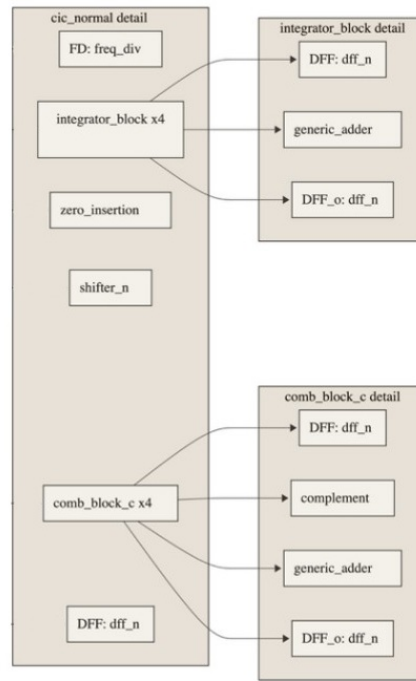 cic_normal detail
FD: freq_div
integrator_block x4
zero_insertion
shifter_n
comb_block_c x4
DFF: dff_n
integrator_block detail
DFF: dff_n
generic_adder
DFF_o: dff_n
comb_block_c detail
DFF: dff_n
complement
generic_adder
DFF_o: dff_n